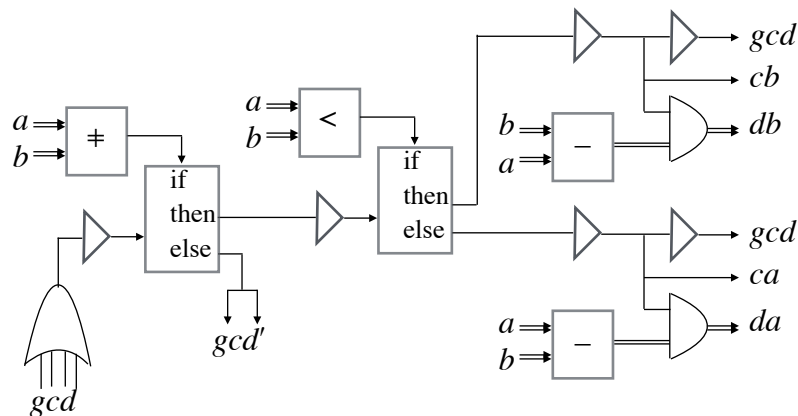 gcd
cb
db
b
a
−
a
b
<
if
then
else
a
b
≠
if
then
else
gcd'
gcd
gcd
ca
da
a
b
−